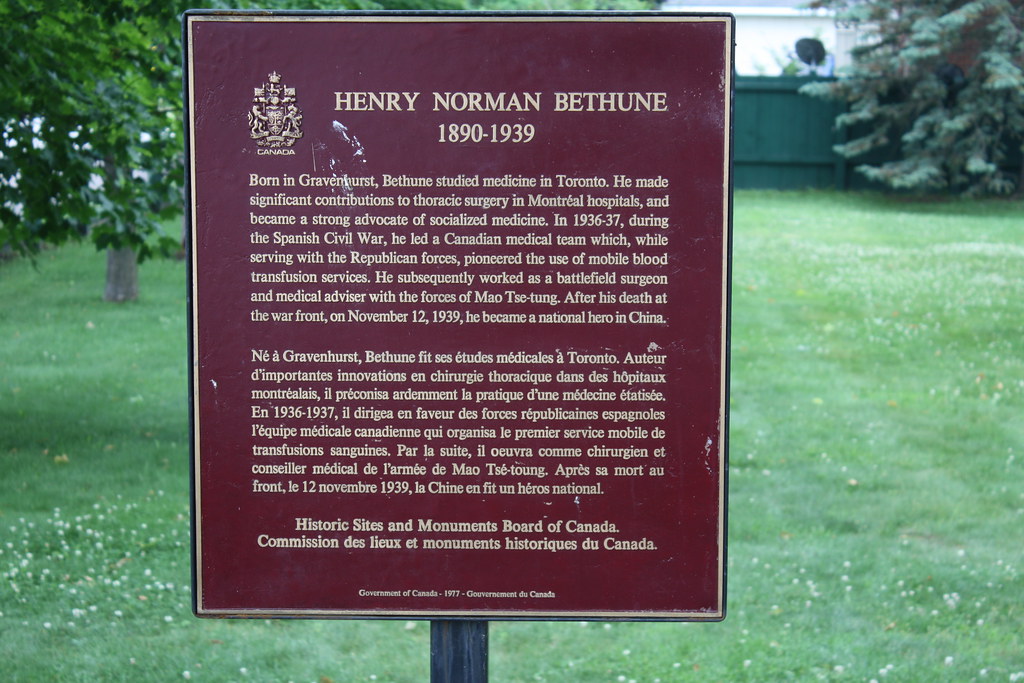 CANADA
HENRY NORMAN BETHUNE
1890-1939
Born in Gravenhurst, Bethune studied medicine in Toronto. He made
significant contributions to thoracic surgery in Montréal hospitals, and
became a strong advocate of socialized medicine. In 1936-37, during
the Spanish Civil War, he led a Canadian medical team which, while
serving with the Republican forces, pioneered the use of mobile blood
transfusion services. He subsequently worked as a battlefield surgeon
and medical adviser with the forces of Mao Tse-tung. After his death at
the war front, on November 12, 1939, he became a national hero in China.
Né à Gravenhurst, Bethune fit ses études médicales à Toronto. Auteur
d'importantes innovations en chirurgie thoracique dans des hôpitaux
montréalais, il préconisa ardemment la pratique d'une médecine étatisée.
En 1936-1937, il dirigea en faveur des forces républicaines espagnoles
l'équipe médicale canadienne qui organisa le premier service mobile de
transfusions sanguines. Par la suite, il oeuvra comme chirurgien et
conseiller médical de l'armée de Mao Tsé-toung. Après sa mort au
front, le 12 novembre 1939, la Chine en fit un héros national.
Historic Sites and Monuments Board of Canada.
Commission des lieux et monuments historiques du Canada.
Government of Canada - 1977 - Gouvernement du Canada